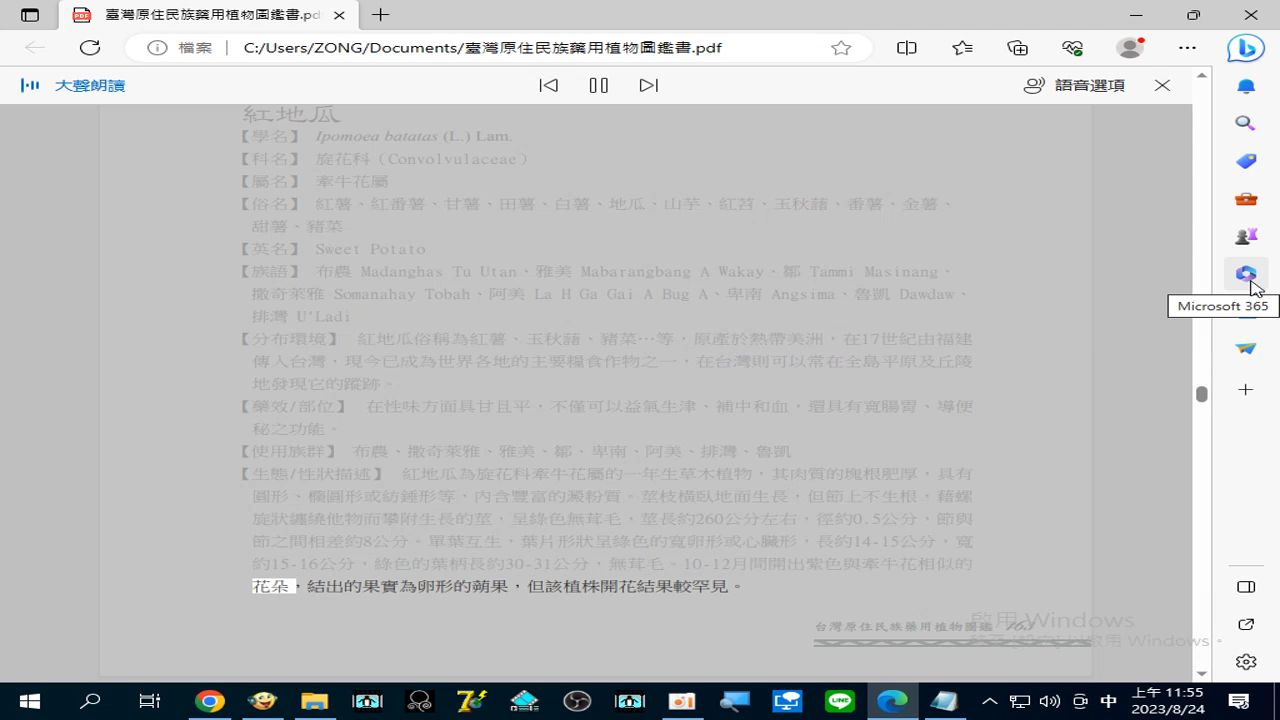 臺灣原住民族藥用植物圖鑑書.pdf
檔案 C:/Users/ZONG/Documents/臺灣原住民族藥用植物圖鑑書.pdf
大聲朗讀
語音選項
紅地瓜
【學名】 Ipomoea batatas (L.) Lam.
【科名】 旋花科（Convolvulaceae）
【屬名】 牽牛花屬
【俗名】 紅薯、紅番薯、甘薯、田薯、白薯、地瓜、山芋、紅苕、玉秋藷、番薯、金薯、
甜薯、豬菜
【英名】 Sweet Potato
【族語】 布農 Madanghas Tu Utan、雅美 Mabarangbang A Wakay、鄒 Tammi Masinang、
撒奇萊雅 Somanahay Tobah、阿美 La H Ga Gai A Bug A、卑南 Angsima、魯凱 Dawdaw、
排灣 U'Ladi
【分布環境】 紅地瓜俗稱為紅薯、玉秋藷、豬菜…等，原產於熱帶美洲，在17世紀由福建
傳入台灣，現今已成為世界各地的主要糧食作物之一，在台灣則可以常在全島平原及丘陵
地發現它的蹤跡。
【藥效/部位】 在性味方面具甘且平，不僅可以益氣生津、補中和血，還具有寬腸胃、導便
秘之功能。
【使用族群】 布農、撒奇萊雅、雅美、鄒、卑南、阿美、排灣、魯凱
【生態/性狀描述】 紅地瓜為旋花科牽牛花屬的一年生草木植物，其肉質的塊根肥厚，具有
圓形、橢圓形或紡錘形等，內含豐富的澱粉質。莖枝橫臥地面生長，但節上不生根，藉螺
旋狀纏繞他物而攀附生長的莖，呈綠色無茸毛，莖長約260公分左右，徑約0.5公分，節與
節之間相差約8公分。單葉互生，葉片形狀呈綠色的寬卵形或心臟形，長約14-15公分。寬
約15-16公分，綠色的葉柄長約30-31公分，無茸毛。10-12月間開出紫色與牽牛花相似的
花朵，結出的果實為卵形的蒴果，但該植株開花結果較罕見。
台灣原住民族藥用植物圖鑑
啟用 Windows
Microsoft 365
中
上午 11:55
2023/8/24